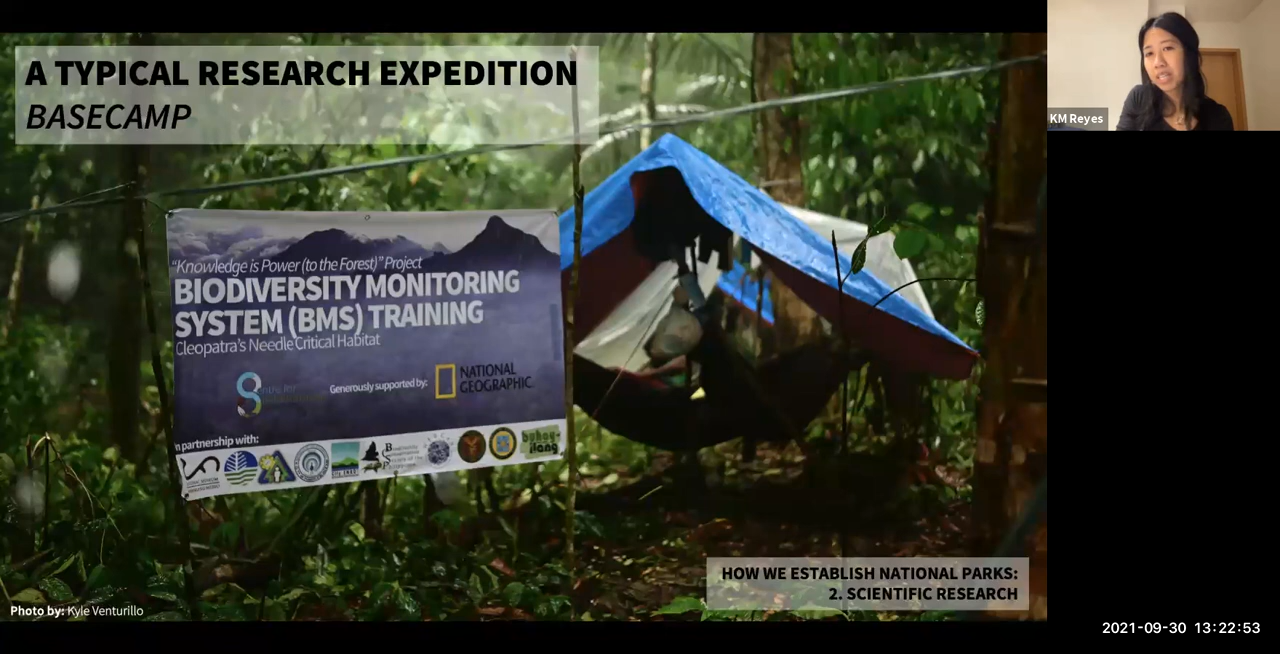 A TYPICAL RESEARCH EXPEDITION
BASECAMP
KM Reyes
"Knowledge is Power (to the Forest)" Project
BIODIVERSITY MONITORING
SYSTEM (BMS) TRAINING
Cleopatra's Needle Critical Habitat
Generously supported by:
NATIONAL
GEOGRAPHIC
n partnership with:
HOW WE ESTABLISH NATIONAL PARKS:
2. SCIENTIFIC RESEARCH
Photo by: Kyle Venturillo
2021-09-30 13:22:53